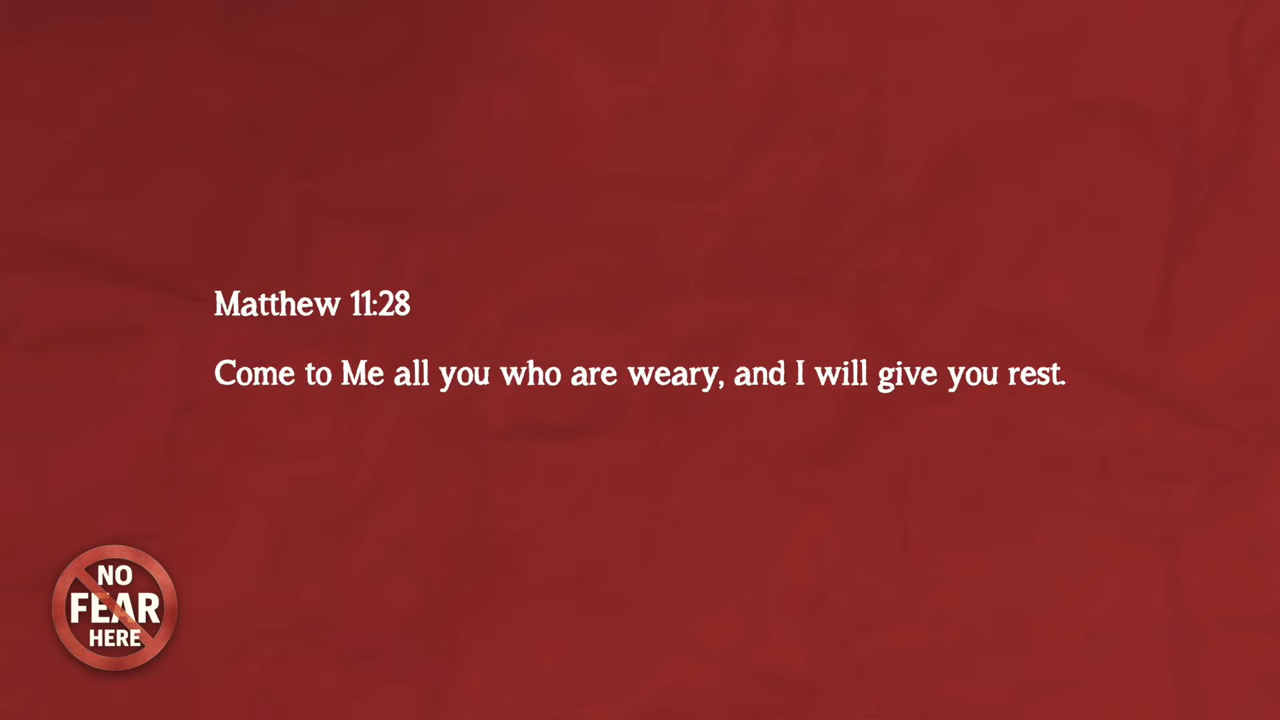 Matthew 11:28
Come to Me all you who are weary, and I will give you rest.
NO
FEAR
HERE